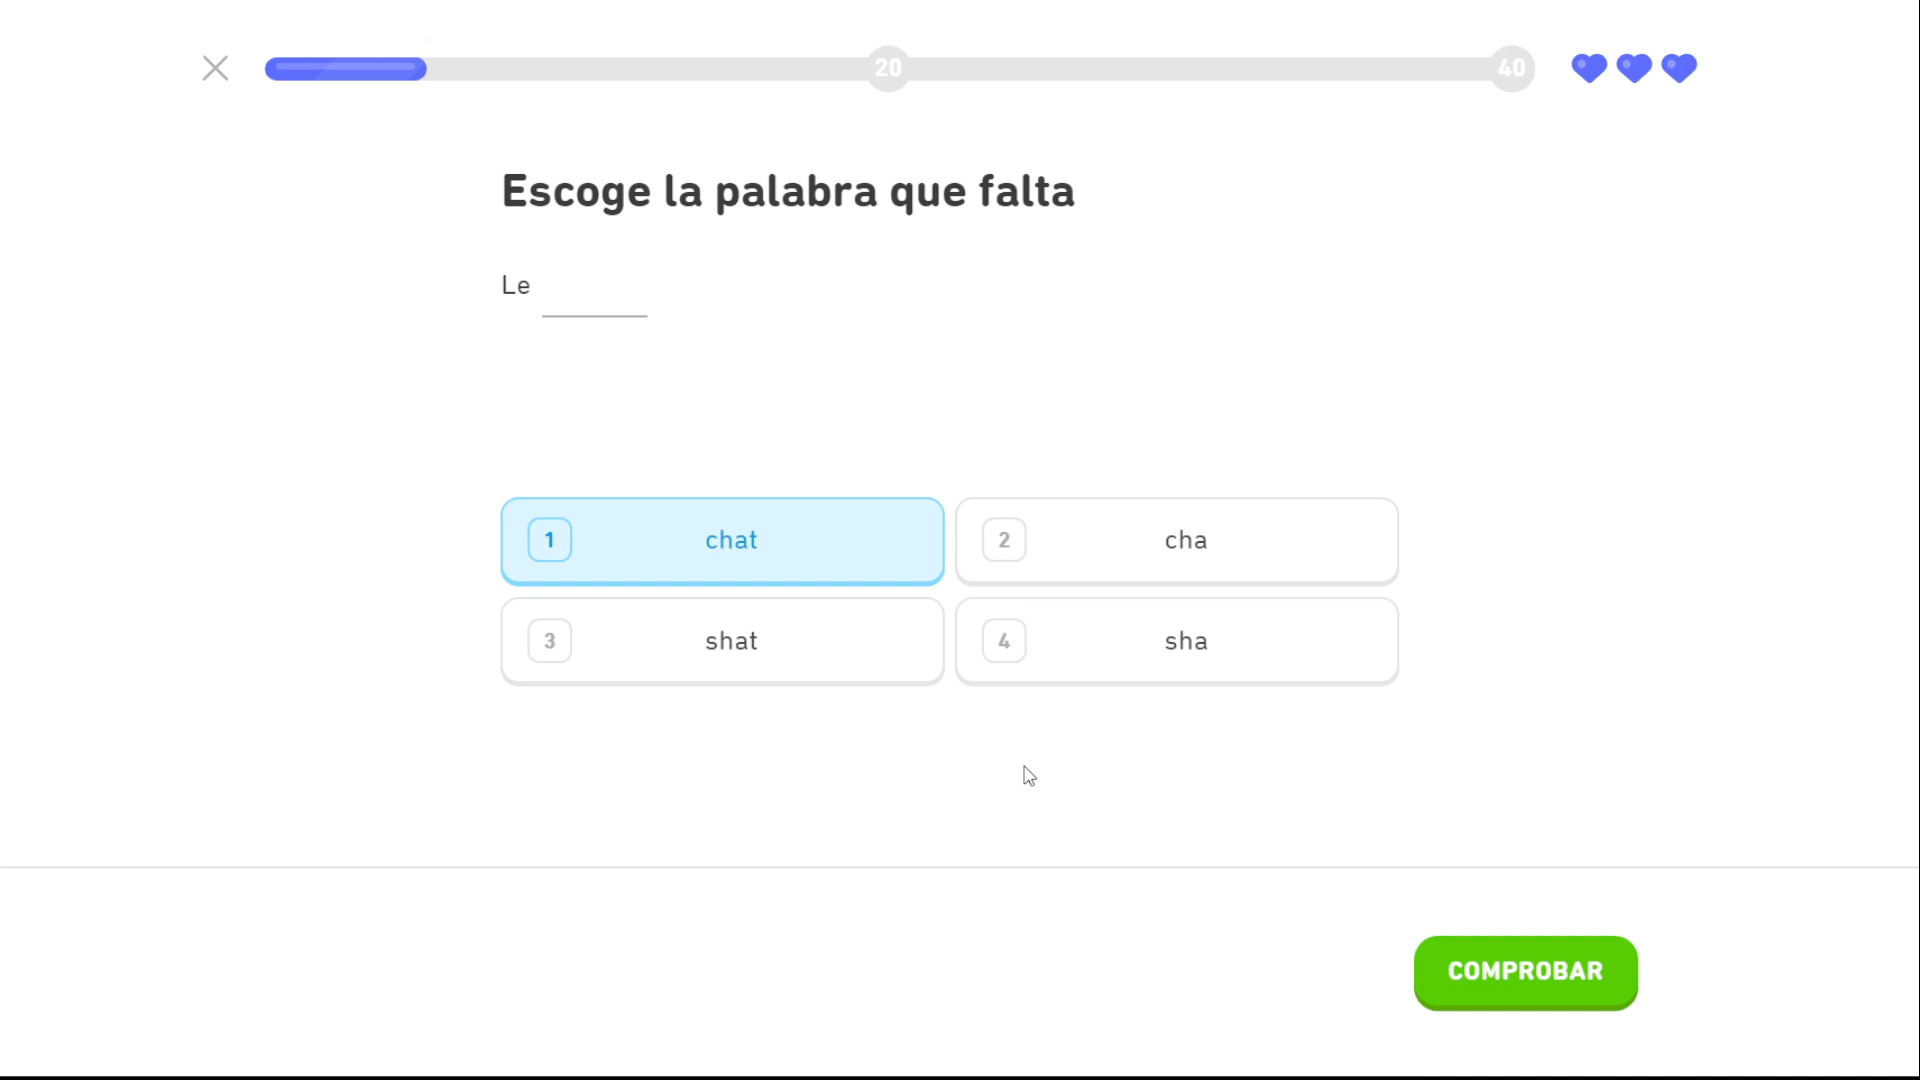 20
40
Escoge la palabra que falta
Le
1 chat
2 cha
3 shat
4 sha
COMPROBAR